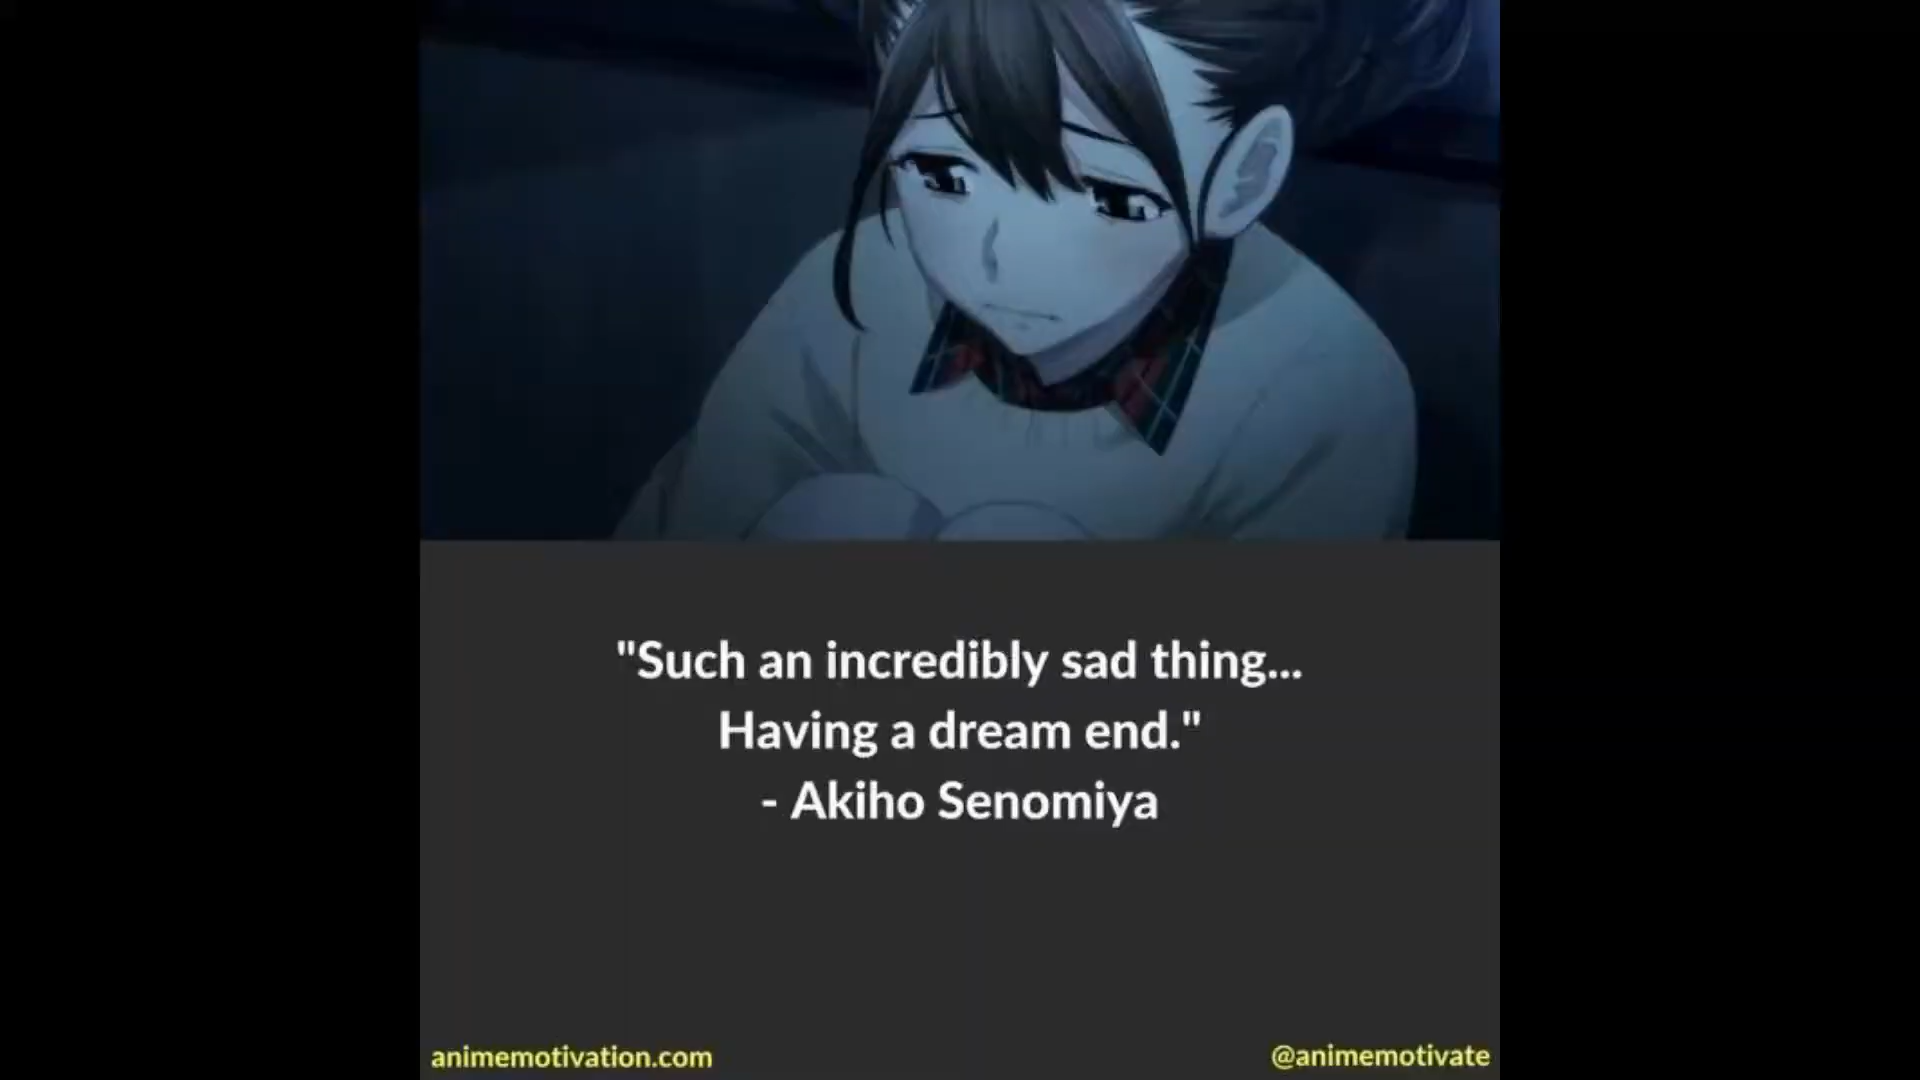 "Such an incredibly sad thing...
Having a dream end."
- Akiho Senomiya
animemotivation.com
@animemotivate